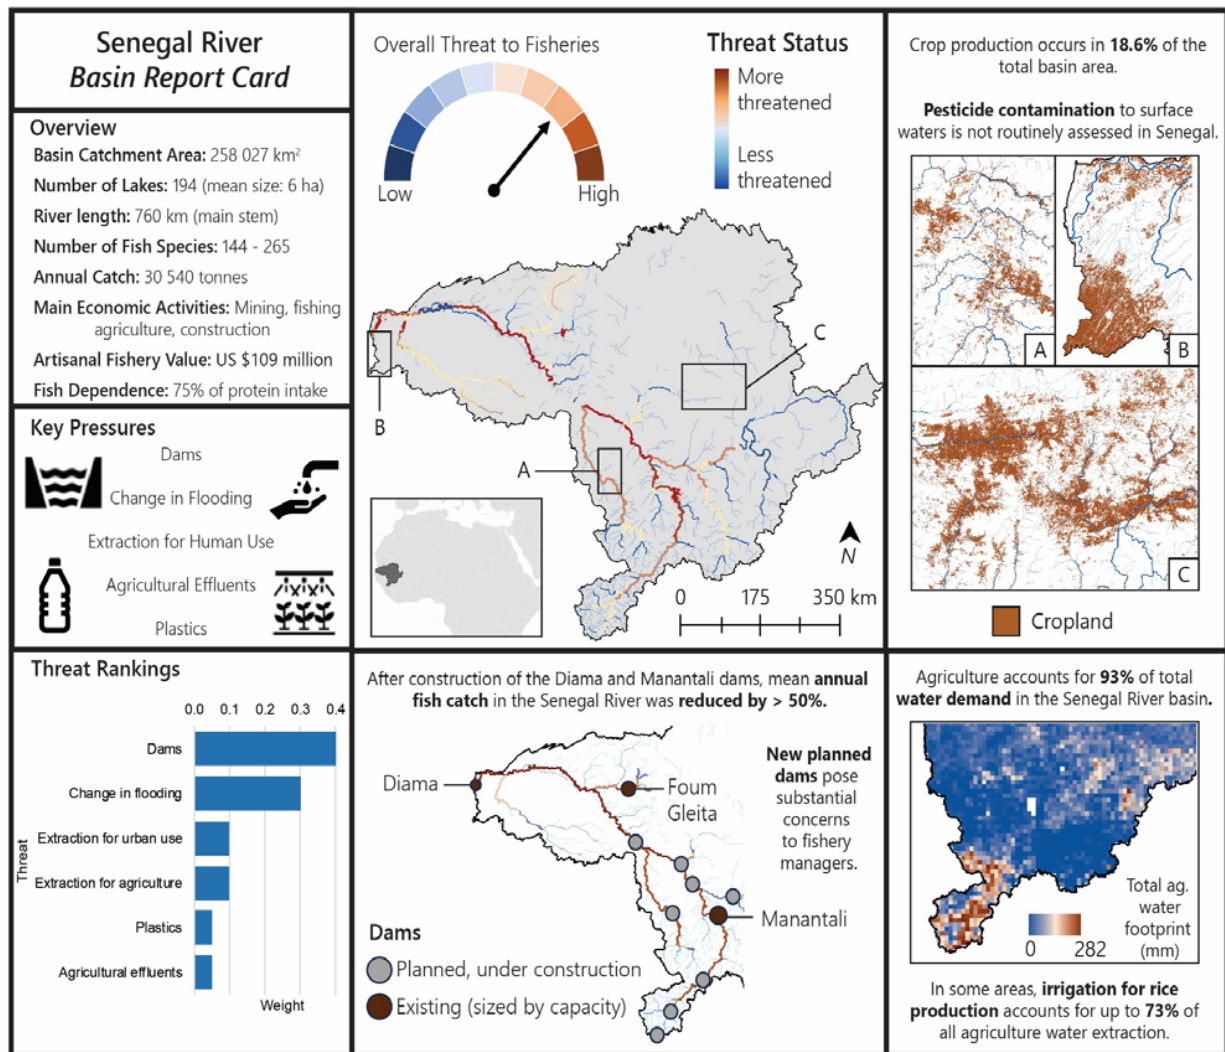 Senegal River
Basin Report Card
Overview
Basin Catchment Area: 258 027 km²
Number of Lakes: 194 (mean size: 6 ha)
River length: 760 km (main stem)
Number of Fish Species: 144 - 265
Annual Catch: 30 540 tonnes
Main Economic Activities: Mining, fishing
agriculture, construction
Artisanal Fishery Value: US $109 million
Fish Dependence: 75% of protein intake
Key Pressures
Dams
Change in Flooding
Extraction for Human Use
Agricultural Effluents
Plastics
Threat Rankings
0.0 0.1 0.2 0.3 0.4
Dams
Change in flooding
Extraction for urban use
Extraction for agriculture
Plastics
Agricultural effluents
Threat
Weight
Overall Threat to Fisheries
Low
High
Threat Status
More
threatened
Less
threatened
C
B
A
N
0 175 350 km
After construction of the Diama and Manantali dams, mean annual
fish catch in the Senegal River was reduced by > 50%.
Diama
Foum
Gleita
Manantali
New planned
dams pose
substantial
concerns
to fishery
managers.
Dams
Planned, under construction
Existing (sized by capacity)
Crop production occurs in 18.6% of the
total basin area.
Pesticide contamination to surface
waters is not routinely assessed in Senegal.
A
B
C
Cropland
Agriculture accounts for 93% of total
water demand in the Senegal River basin.
Total ag.
water
footprint
(mm)
0 282
In some areas, irrigation for rice
production accounts for up to 73% of
all agriculture water extraction.